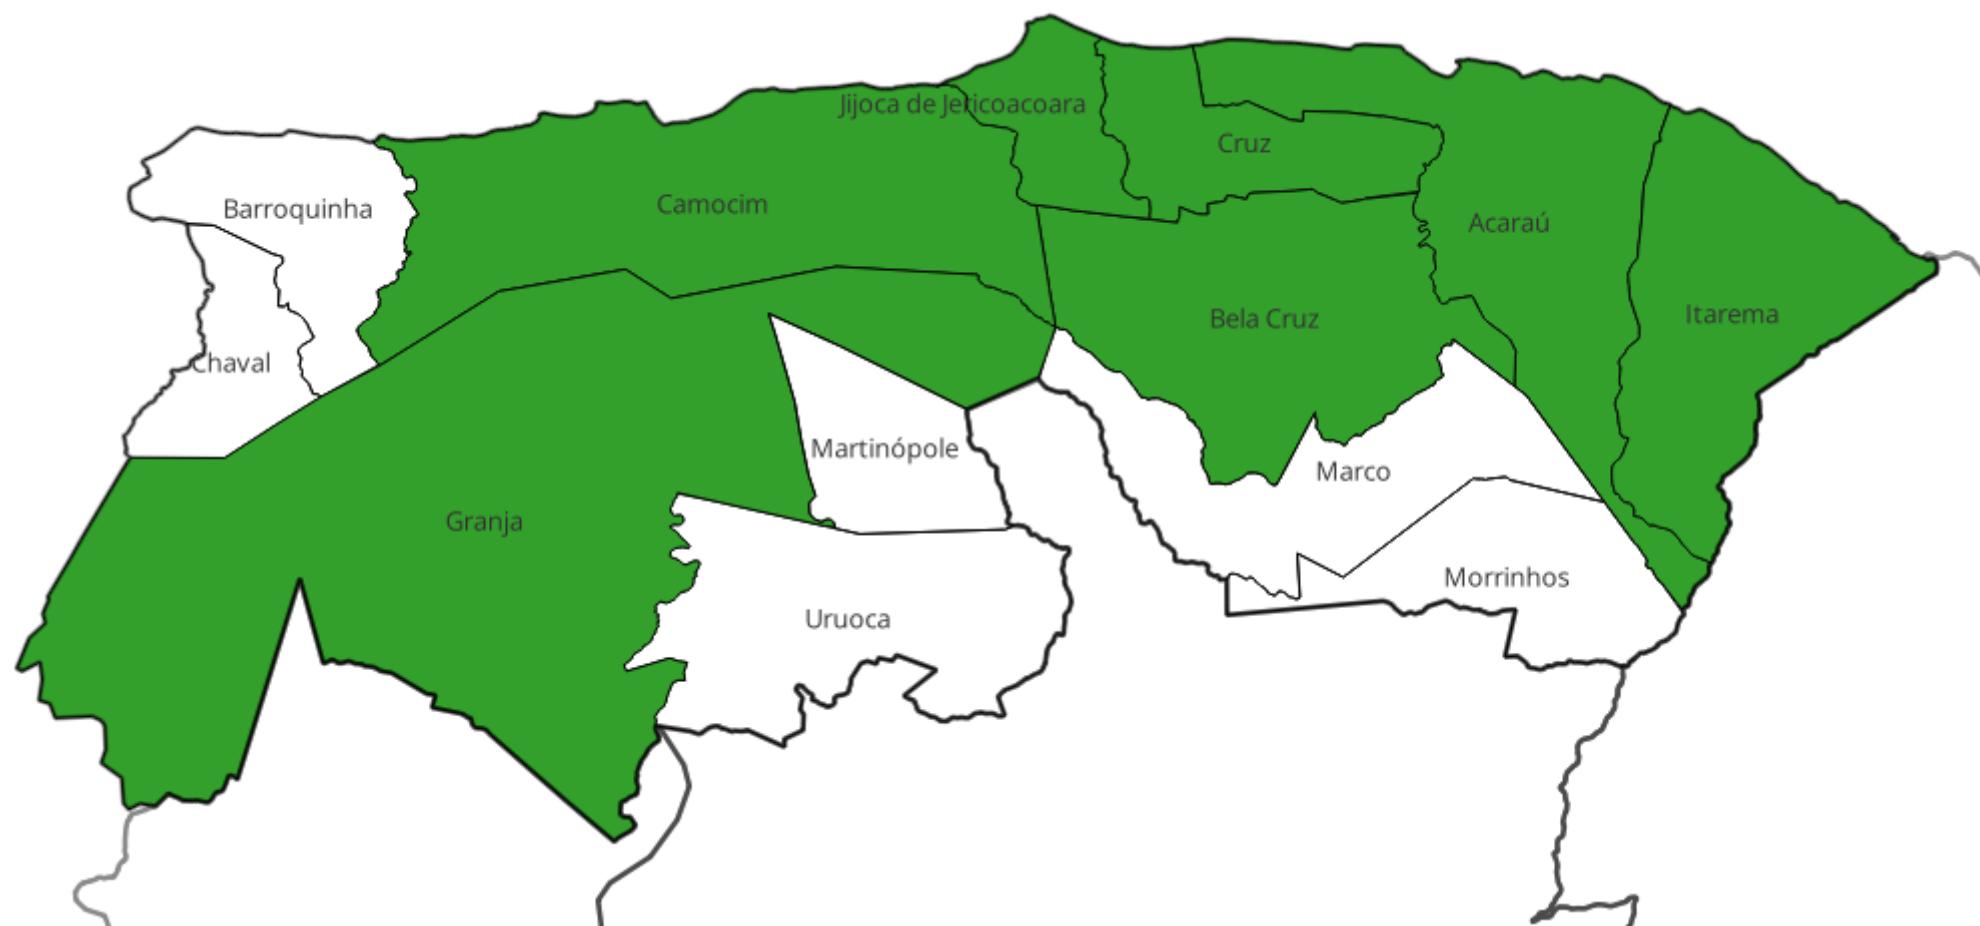 Jijoca de Jericoacoara
Cruz
Barroquinha
Camocim
Acaraú
Bela Cruz
Itarema
Chaval
Martinópole
Marco
Granja
Morrinhos
Uruoca